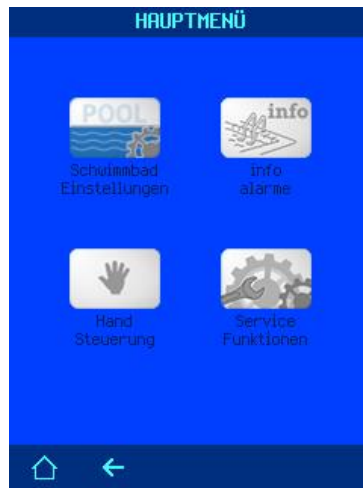 HAUPTMENÜ
POOL
info
Schwimmbad
Einstellungen
info
alarme
Hand
Steuerung
Service
Funktionen